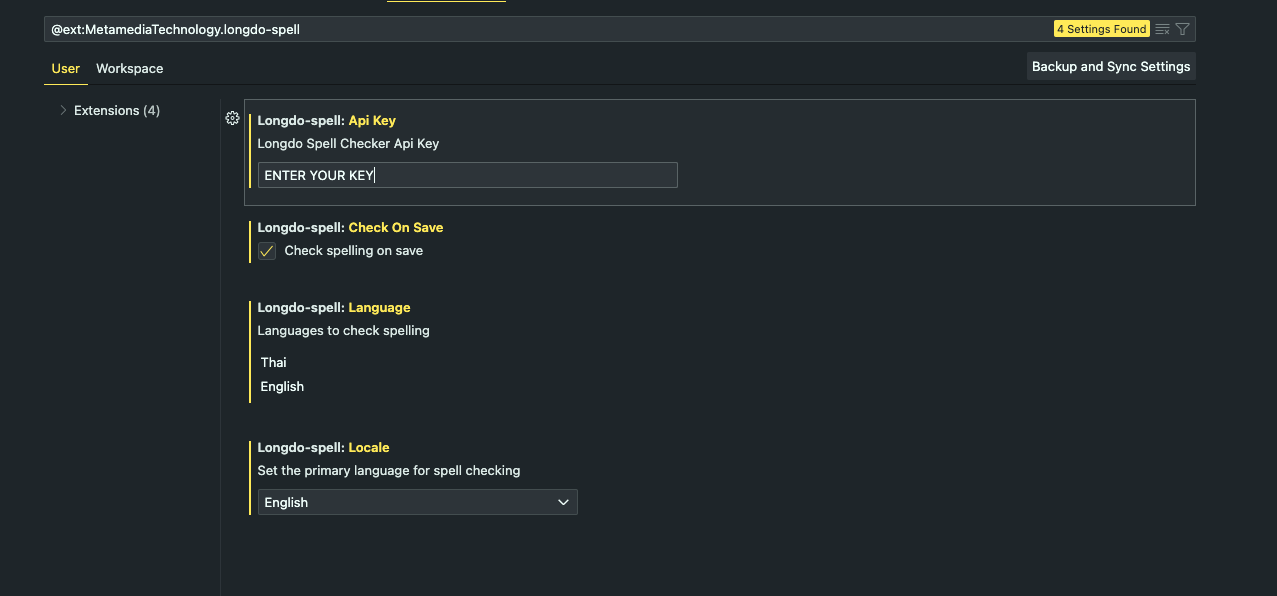 @ext:MetamediaTechnology.longdo-spell
4 Settings Found
User Workspace
Backup and Sync Settings
Extensions (4)
Longdo-spell: Api Key
Longdo Spell Checker Api Key
ENTER YOUR KEY
Longdo-spell: Check On Save
Check spelling on save
Longdo-spell: Language
Languages to check spelling
Thai
English
Longdo-spell: Locale
Set the primary language for spell checking
English